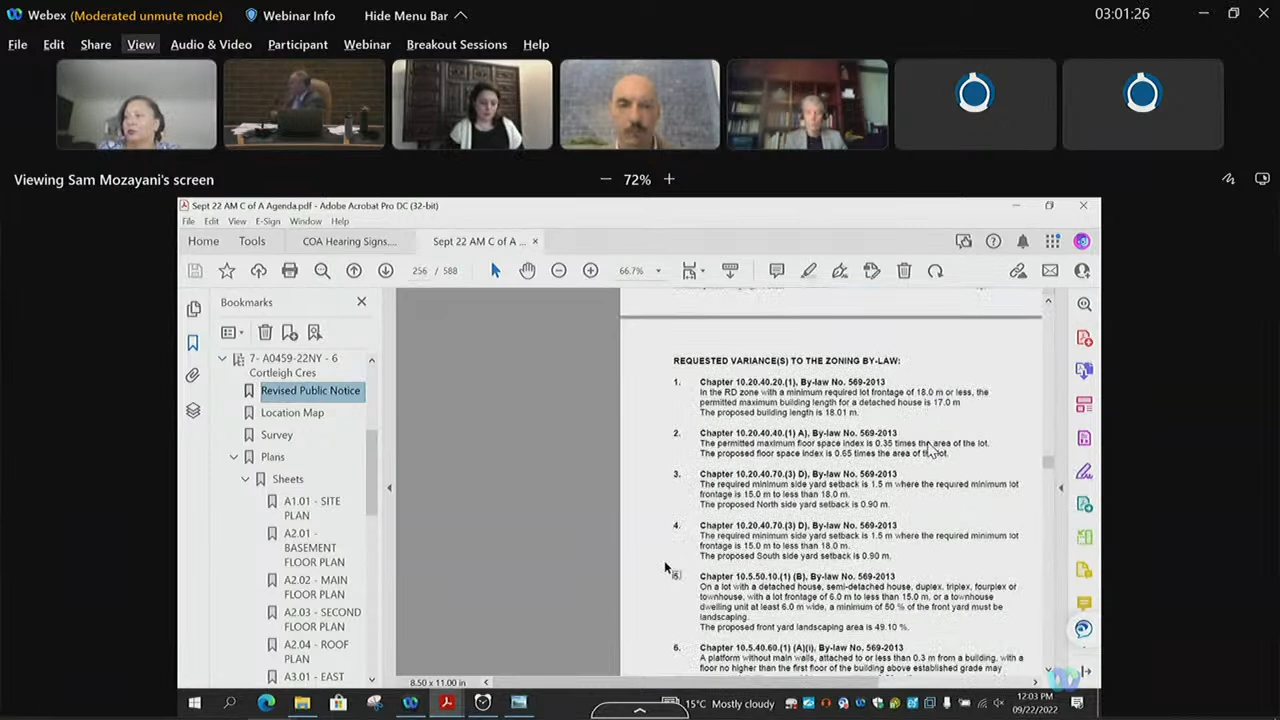 Webex (Moderated unmute mode) Webinar Info Hide Menu Bar 03:01:26
File Edit Share View Audio & Video Participant Webinar Breakout Sessions Help
Viewing Sam Mozayani's screen
72%
Sept 22 AM C of A Agenda.pdf - Adobe Acrobat Pro DC (32-bit)
File Edit View E-Sign Window Help
Home Tools COA Hearing Signs.... Sept 22 AM C of A ... ×
256 / 588 66.7%
Bookmarks
7- A0459-22NY - 6
Cortleigh Cres
Revised Public Notice
Location Map
Survey
Plans
Sheets
A1.01 - SITE
PLAN
A2.01 -
BASEMENT
FLOOR PLAN
A2.02 - MAIN
FLOOR PLAN
A2.03 - SECOND
FLOOR PLAN
A2.04 - ROOF
PLAN
A3.01 - EAST
REQUESTED VARIANCE(S) TO THE ZONING BY-LAW:
1. Chapter 10.20.40.20.(1), By-law No. 569-2013
In the RD zone with a minimum required lot frontage of 18.0 m or less, the
permitted maximum building length for a detached house is 17.0 m
The proposed building length is 18.01 m.
2. Chapter 10.20.40.40.(1) A), By-law No. 569-2013
The permitted maximum floor space index is 0.35 times the area of the lot.
The proposed floor space index is 0.65 times the area of the lot.
3. Chapter 10.20.40.70.(3) D), By-law No. 569-2013
The required minimum side yard setback is 1.5 m where the required minimum lot
frontage is 15.0 m to less than 18.0 m.
The proposed North side yard setback is 0.90 m.
4. Chapter 10.20.40.70.(3) D), By-law No. 569-2013
The required minimum side yard setback is 1.5 m where the required minimum lot
frontage is 15.0 m to less than 18.0 m.
The proposed South side yard setback is 0.90 m.
5. Chapter 10.5.50.10.(1) (B), By-law No. 569-2013
On a lot with a detached house, semi-detached house, duplex, triplex, fourplex or
townhouse, with a lot frontage of 6.0 m to less than 15.0 m, or a townhouse
dwelling unit at least 6.0 m wide, a minimum of 50 % of the front yard must be
landscaping.
The proposed front yard landscaping area is 49.10 %.
6. Chapter 10.5.40.60.(1) (A)(i), By-law No. 569-2013
A platform without main walls, attached to or less than 0.3 m from a building, with a
floor no higher than the first floor of the building above established grade may
8.50 x 11.00 in
15°C Mostly cloudy
12:03 PM
09/22/2022